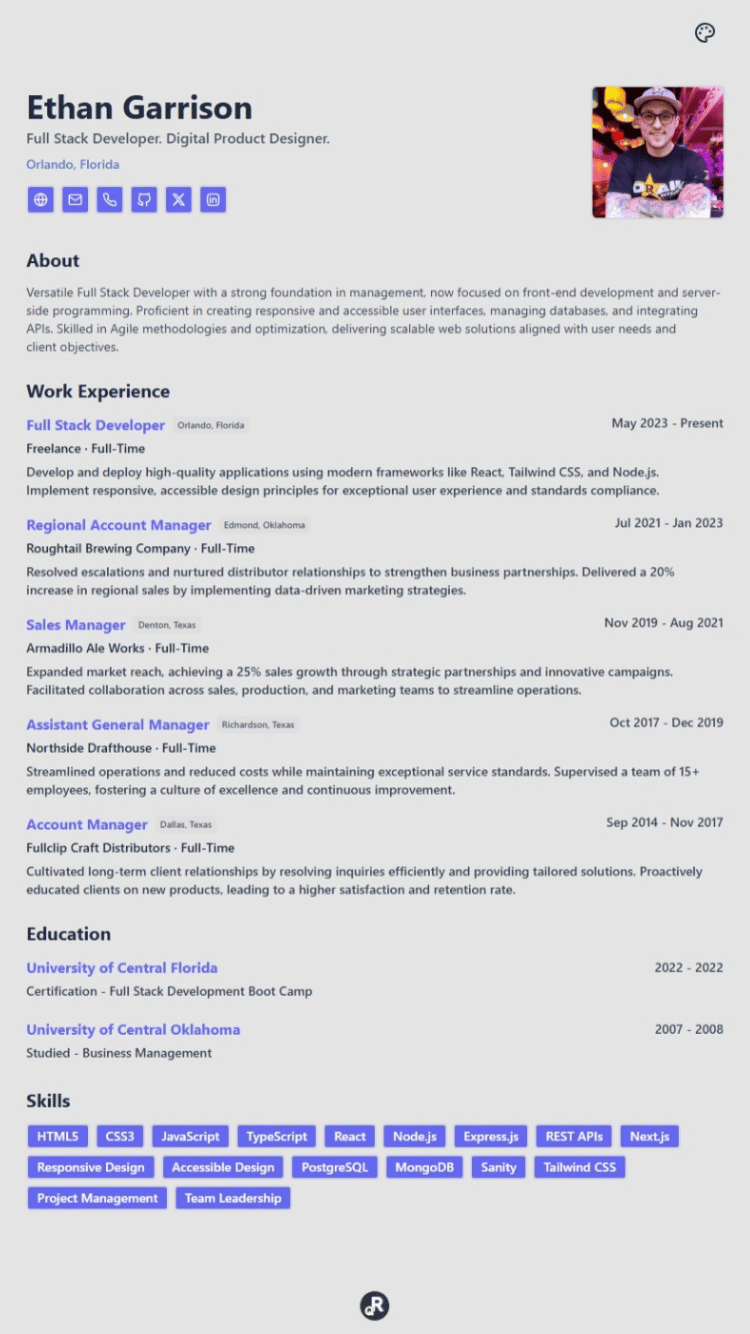 Ethan Garrison
Full Stack Developer. Digital Product Designer.
Orlando, Florida
About
Versatile Full Stack Developer with a strong foundation in management, now focused on front-end development and server-
side programming. Proficient in creating responsive and accessible user interfaces, managing databases, and integrating
APIs. Skilled in Agile methodologies and optimization, delivering scalable web solutions aligned with user needs and
client objectives.
Work Experience
Full Stack Developer Orlando, Florida May 2023 - Present
Freelance · Full-Time
Develop and deploy high-quality applications using modern frameworks like React, Tailwind CSS, and Node.js.
Implement responsive, accessible design principles for exceptional user experience and standards compliance.
Regional Account Manager Edmond, Oklahoma Jul 2021 - Jan 2023
Roughtail Brewing Company · Full-Time
Resolved escalations and nurtured distributor relationships to strengthen business partnerships. Delivered a 20%
increase in regional sales by implementing data-driven marketing strategies.
Sales Manager Denton, Texas Nov 2019 - Aug 2021
Armadillo Ale Works · Full-Time
Expanded market reach, achieving a 25% sales growth through strategic partnerships and innovative campaigns.
Facilitated collaboration across sales, production, and marketing teams to streamline operations.
Assistant General Manager Richardson, Texas Oct 2017 - Dec 2019
Northside Drafthouse · Full-Time
Streamlined operations and reduced costs while maintaining exceptional service standards. Supervised a team of 15+
employees, fostering a culture of excellence and continuous improvement.
Account Manager Dallas, Texas Sep 2014 - Nov 2017
Fullclip Craft Distributors · Full-Time
Cultivated long-term client relationships by resolving inquiries efficiently and providing tailored solutions. Proactively
educated clients on new products, leading to a higher satisfaction and retention rate.
Education
University of Central Florida 2022 - 2022
Certification - Full Stack Development Boot Camp
University of Central Oklahoma 2007 - 2008
Studied - Business Management
Skills
HTML5 CSS3 JavaScript TypeScript React Node.js Express.js REST APIs Next.js
Responsive Design Accessible Design PostgreSQL MongoDB Sanity Tailwind CSS
Project Management Team Leadership